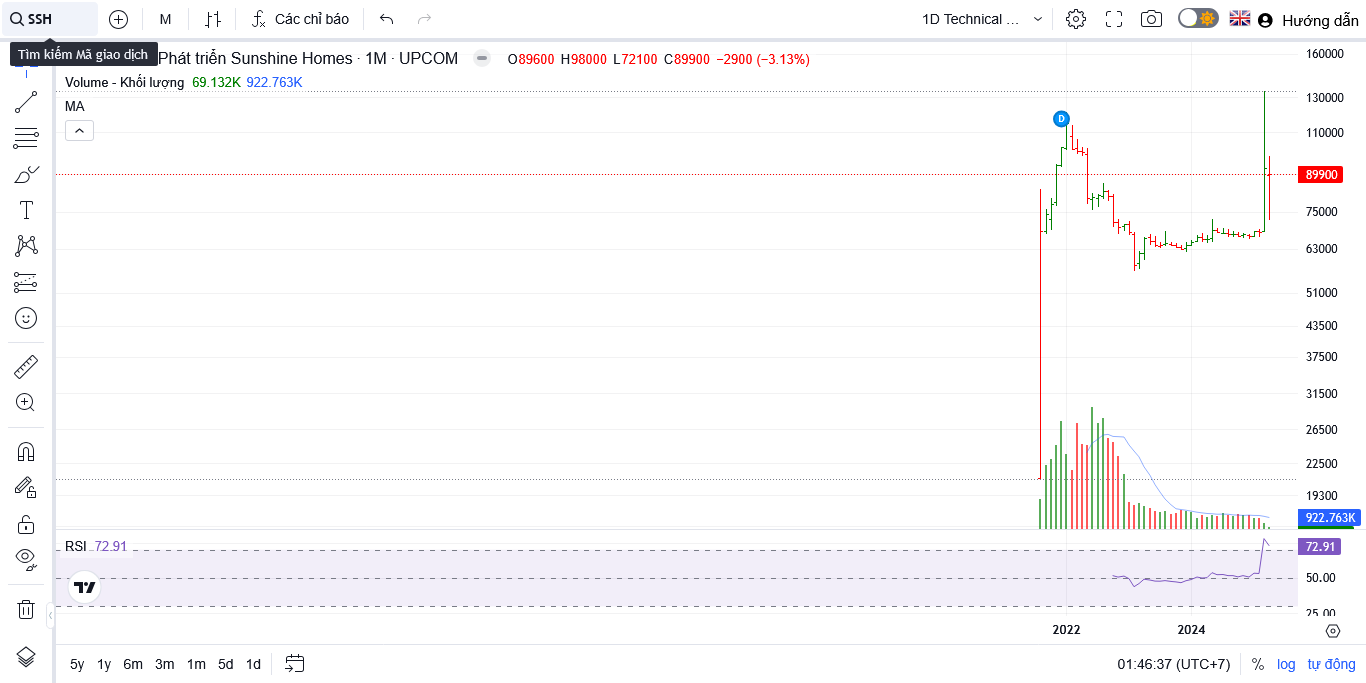 SSH
M
Các chỉ báo
1D Technical ...
Hướng dẫn
Tìm kiếm Mã giao dịch
Phát triển Sunshine Homes · 1M · UPCOM
O89600 H98000 L72100 C89900 −2900 (−3.13%)
Volume - Khối lượng 69.132K 922.763K
MA
D
160000
130000
110000
89900
75000
63000
51000
43500
37500
31500
26500
22500
19300
922.763K
RSI 72.91
72.91
50.00
25.00
2022
2024
5y 1y 6m 3m 1m 5d 1d
01:46:37 (UTC+7)
% log tự động